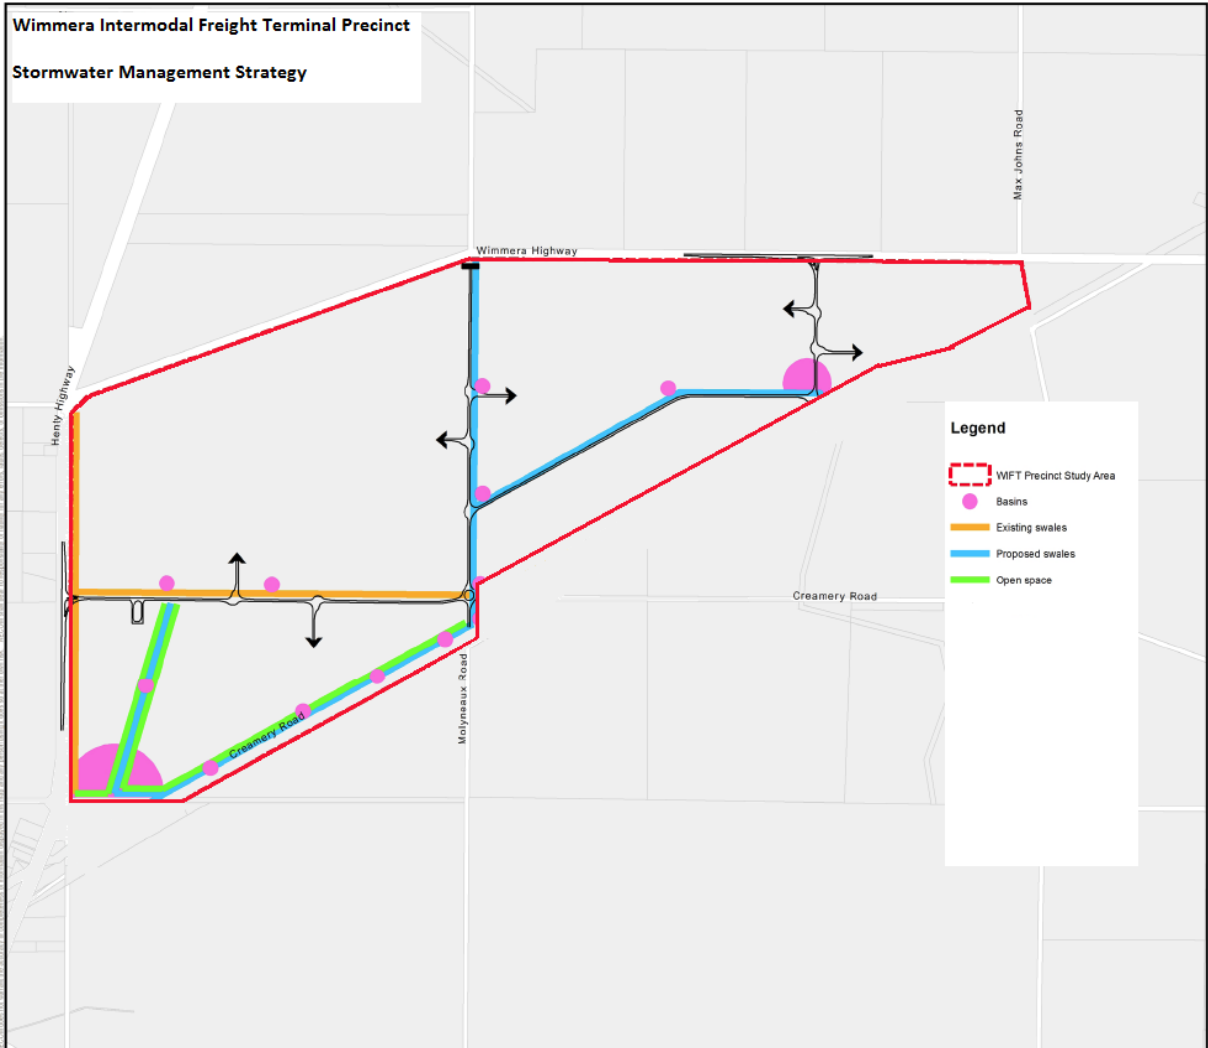 Wimmera Intermodal Freight Terminal Precinct
Stormwater Management Strategy
Max Johns Road
Wimmera Highway
Henty Highway
Legend
WIFT Precinct Study Area
Basins
Existing swales
Proposed swales
Open space
Creamery Road
Molyneaux Road
Creamery Road